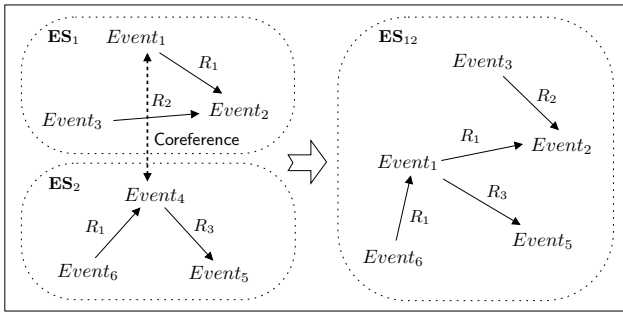 ES₁
Event₁
R₁
Event₃
R₂
Event₂
Coreference
ES₂
Event₄
R₁
R₃
Event₆
Event₅
ES₁₂
Event₃
R₂
R₁
Event₂
Event₁
R₃
R₁
Event₅
Event₆